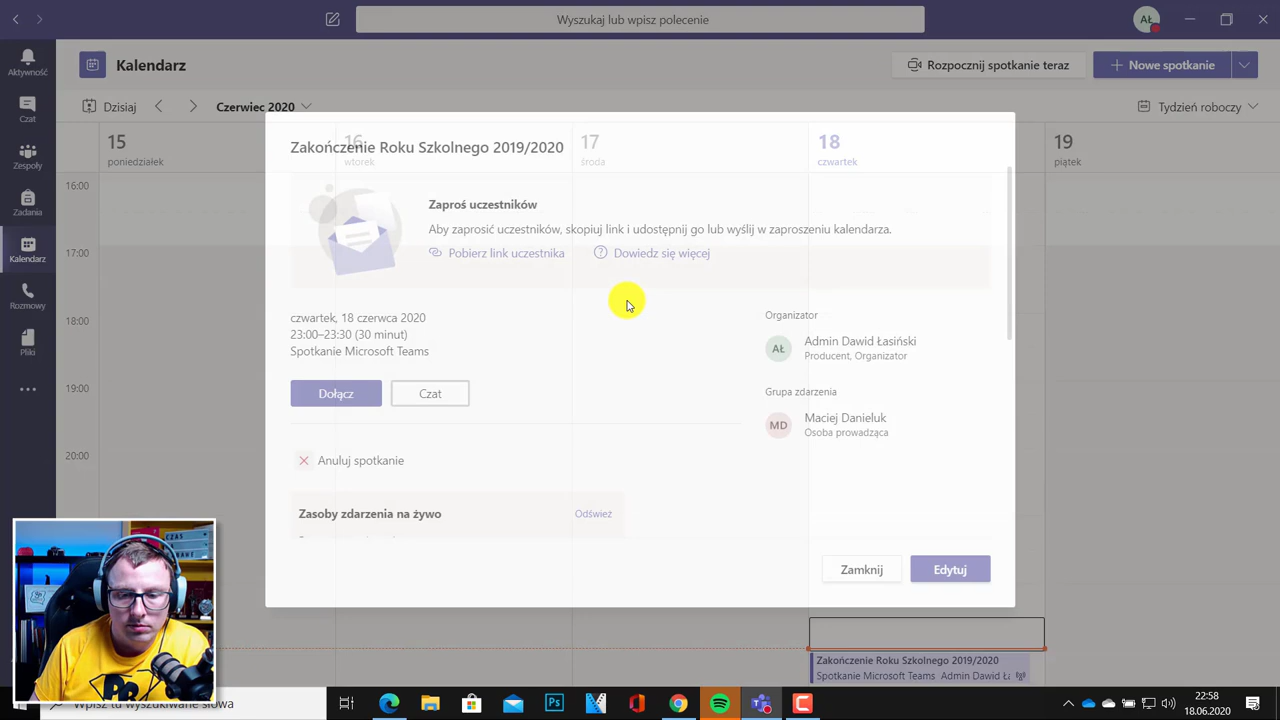 Wyszukaj lub wpisz polecenie
AŁ
Aktywność
Czat
Zespoły
Zadania
Kalendarz
Rozmowy
Pliki
Kalendarz
Rozpocznij spotkanie teraz
Nowe spotkanie
Dzisiaj
Czerwiec 2020
Tydzień roboczy
15
poniedziałek
16
wtorek
17
środa
18
czwartek
19
piątek
16:00
17:00
18:00
19:00
20:00
Zakończenie Roku Szkolnego 2019/2020
Zaproś uczestników
Aby zaprosić uczestników, skopiuj link i udostępnij go lub wyślij w zaproszeniu kalendarza.
Pobierz link uczestnika
Dowiedz się więcej
czwartek, 18 czerwca 2020
23:00–23:30 (30 minut)
Spotkanie Microsoft Teams
Dołącz
Czat
Anuluj spotkanie
Zasoby zdarzenia na żywo
Odśwież
Organizator
AŁ
Admin Dawid Łasiński
Producent, Organizator
Grupa zdarzenia
MD
Maciej Danieluk
Osoba prowadząca
Zamknij
Edytuj
Zakończenie Roku Szkolnego 2019/2020
Spotkanie Microsoft Teams Admin Dawid Ła
Wpisz tu wyszukiwane słowa
22:58
18.06.2020